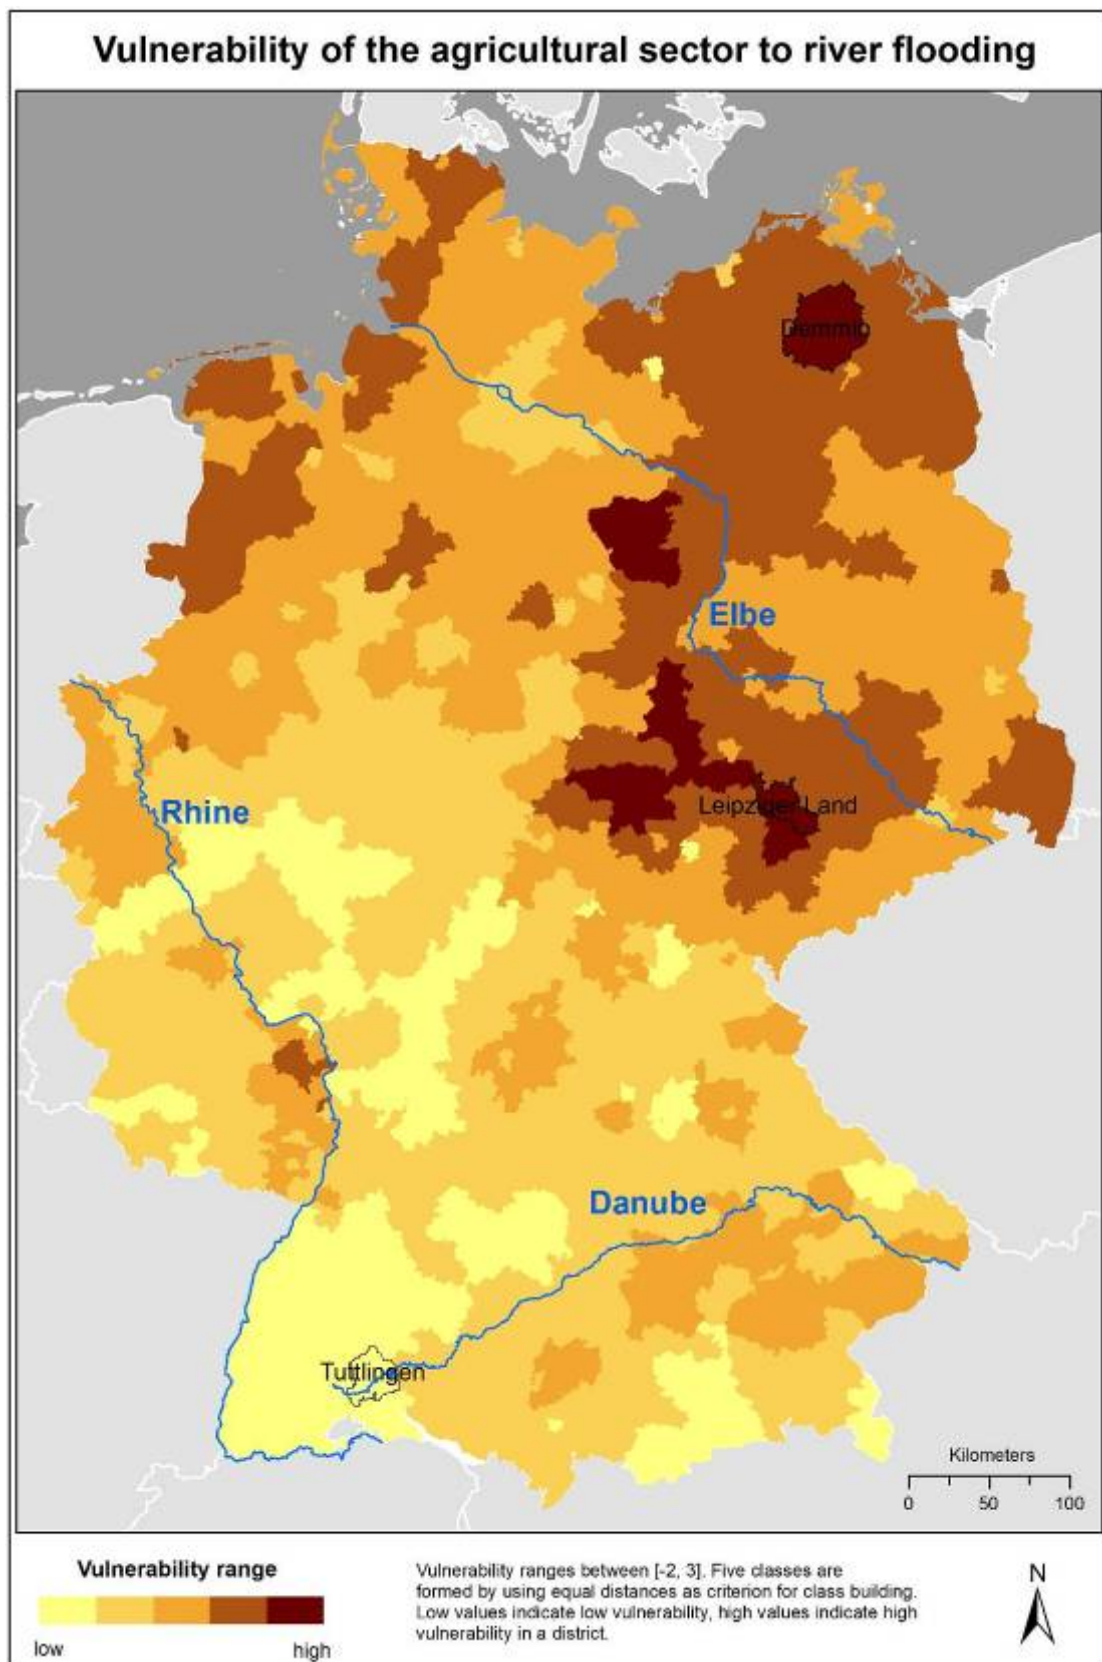 Vulnerability of the agricultural sector to river flooding
Demmin
Elbe
Leipziger Land
Rhine
Danube
Tuttlingen
Kilometers
0 50 100
Vulnerability range
low high
Vulnerability ranges between [-2, 3]. Five classes are
formed by using equal distances as criterion for class building.
Low values indicate low vulnerability, high values indicate high
vulnerability in a district.
N